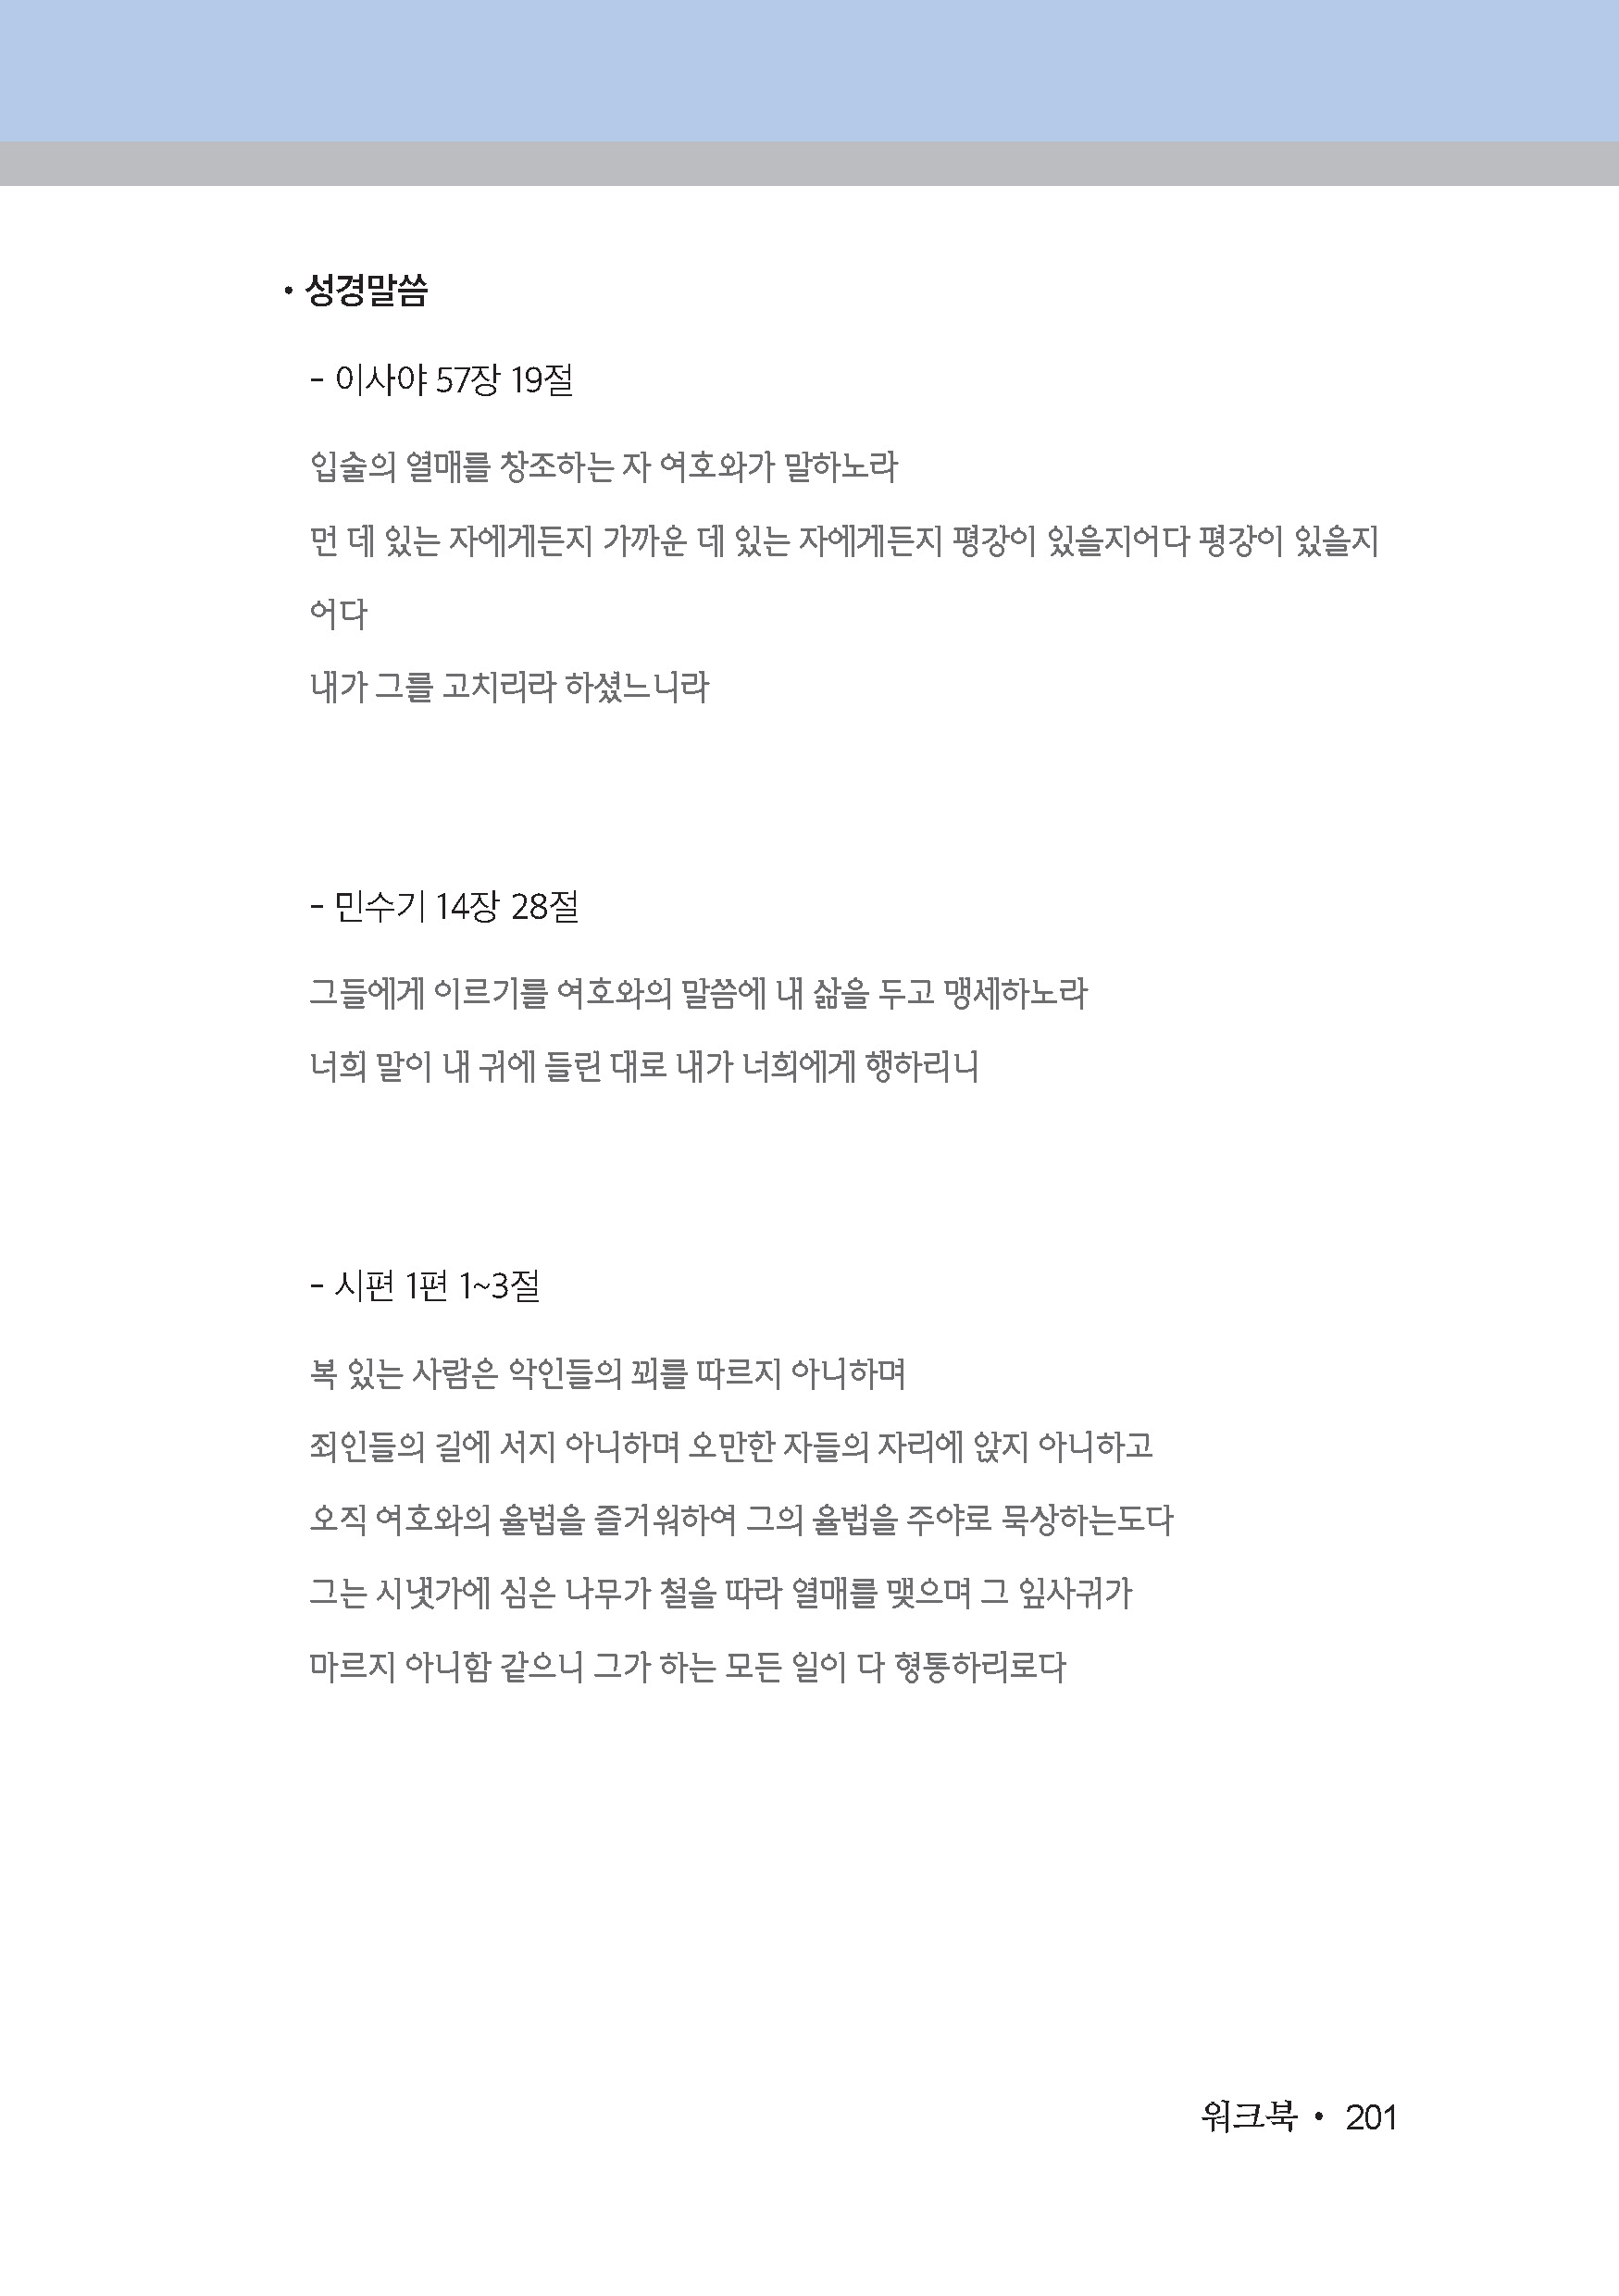 • 성경말씀
- 이사야 57장 19절
입술의 열매를 창조하는 자 여호와가 말하노라
먼 데 있는 자에게든지 가까운 데 있는 자에게든지 평강이 있을지어다 평강이 있을지
어다
내가 그를 고치리라 하셨느니라
- 민수기 14장 28절
그들에게 이르기를 여호와의 말씀에 내 삶을 두고 맹세하노라
너희 말이 내 귀에 들린 대로 내가 너희에게 행하리니
- 시편 1편 1~3절
복 있는 사람은 악인들의 꾀를 따르지 아니하며
죄인들의 길에 서지 아니하며 오만한 자들의 자리에 앉지 아니하고
오직 여호와의 율법을 즐거워하여 그의 율법을 주야로 묵상하는도다
그는 시냇가에 심은 나무가 철을 따라 열매를 맺으며 그 잎사귀가
마르지 아니함 같으니 그가 하는 모든 일이 다 형통하리로다
워크북 • 201